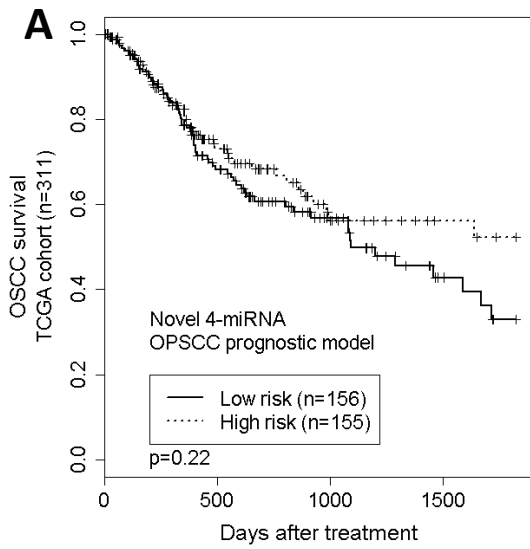 A
1.0
0.8
0.6
0.4
0.2
0.0
OSCC survival
TCGA cohort (n=311)
Novel 4-miRNA
OPSCC prognostic model
Low risk (n=156)
High risk (n=155)
p=0.22
0 500 1000 1500
Days after treatment